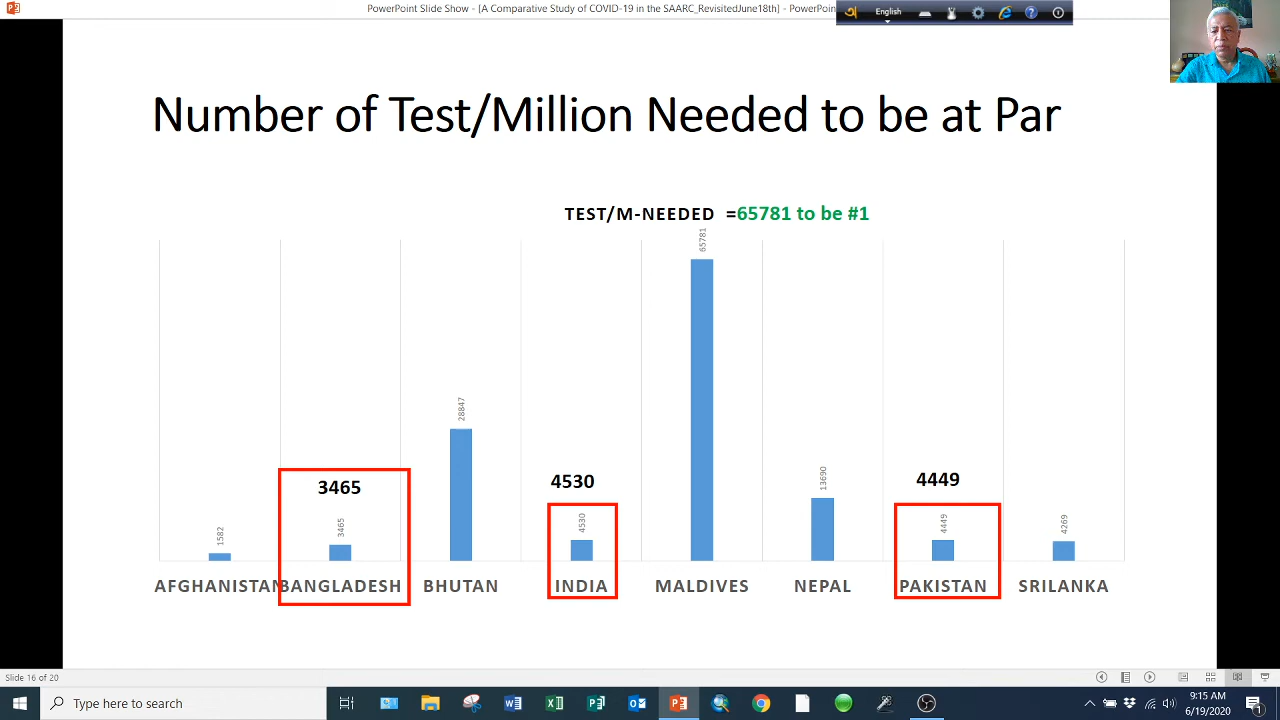 PowerPoint Slide Show - [A Comparative Study of COVID-19 in the SAARC_RevisitedJune18th] - PowerPoint
English
Number of Test/Million Needed to be at Par
TEST/M-NEEDED =65781 to be #1
65781
28847
13690
3465
4530
4449
1582
3465
4530
4449
4269
AFGHANISTAN BANGLADESH BHUTAN INDIA MALDIVES NEPAL PAKISTAN SRILANKA
Slide 16 of 20
Type here to search
9:15 AM
6/19/2020